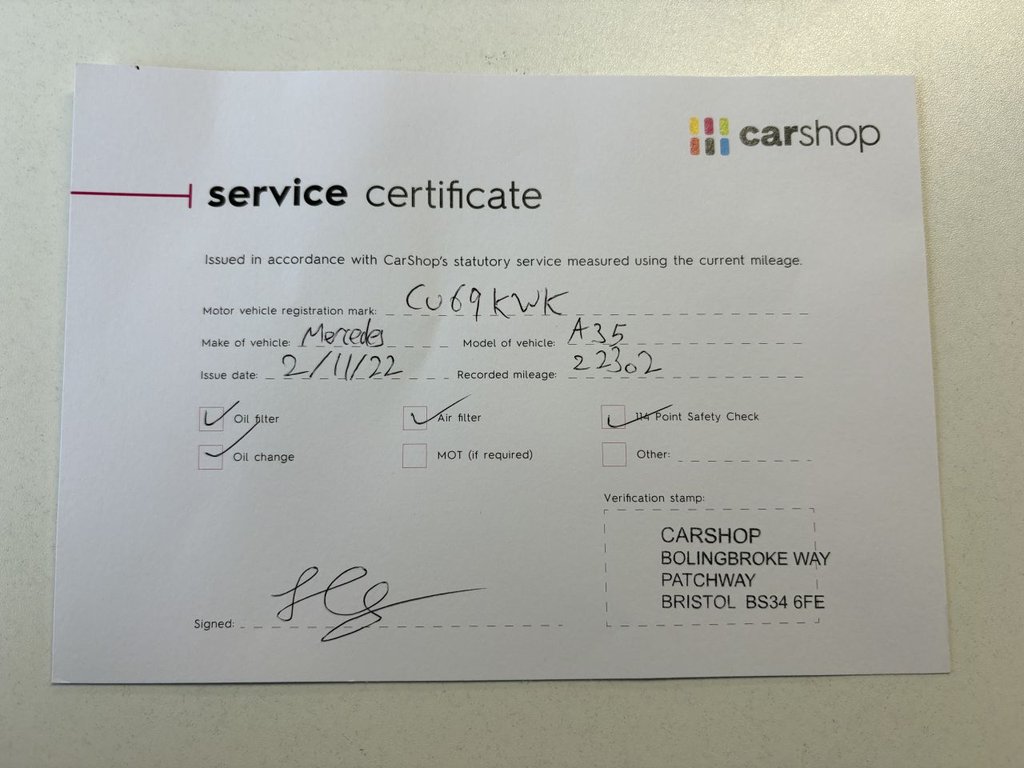 carshop
service certificate
Issued in accordance with CarShop's statutory service measured using the current mileage.
Motor vehicle registration mark: CU69KWK
Make of vehicle: Mercedes Model of vehicle: A35
Issue date: 2/11/22 Recorded mileage: 22302
Oil filter Air filter 114 Point Safety Check
Oil change MOT (if required) Other:
Verification stamp:
CARSHOP
BOLINGBROKE WAY
PATCHWAY
BRISTOL BS34 6FE
Signed: